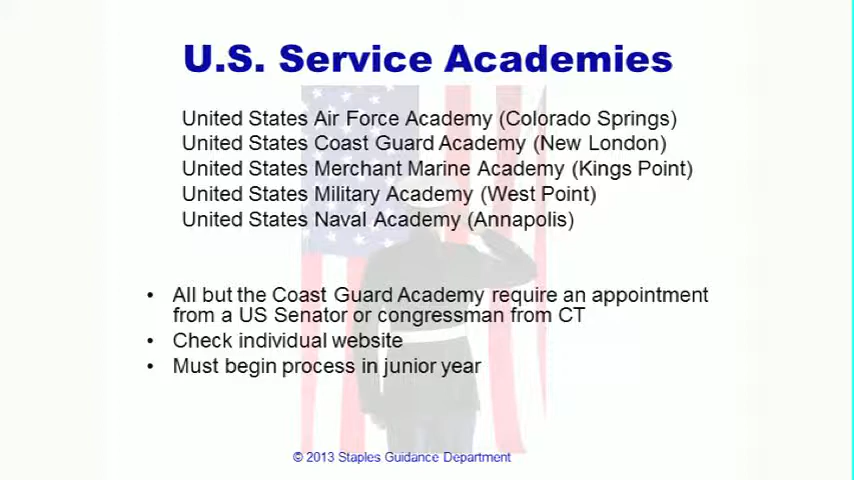 U.S. Service Academies
United States Air Force Academy (Colorado Springs)
United States Coast Guard Academy (New London)
United States Merchant Marine Academy (Kings Point)
United States Military Academy (West Point)
United States Naval Academy (Annapolis)
• All but the Coast Guard Academy require an appointment
from a US Senator or congressman from CT
• Check individual website
• Must begin process in junior year
© 2013 Staples Guidance Department